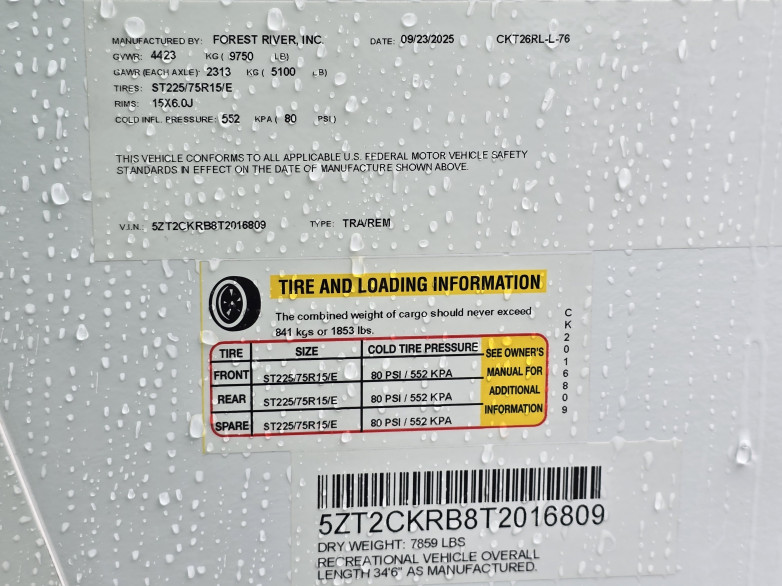 MANUFACTURED BY: FOREST RIVER, INC. DATE: 09/23/2025 CKT26RL-L-76
GVWR: 4423 KG ( 9750 LB)
GAWR (EACH AXLE): 2313 KG ( 5100 LB)
TIRES: ST225/75R15/E
RIMS: 15X6.0J
COLD INFL. PRESSURE: 552 KPA ( 80 PSI )
THIS VEHICLE CONFORMS TO ALL APPLICABLE U.S. FEDERAL MOTOR VEHICLE SAFETY
STANDARDS IN EFFECT ON THE DATE OF MANUFACTURE SHOWN ABOVE.
V.I.N.: 5ZT2CKRB8T2016809 TYPE: TRA/REM
TIRE AND LOADING INFORMATION
The combined weight of cargo should never exceed
841 kgs or 1853 lbs.
TIRE SIZE COLD TIRE PRESSURE
FRONT ST225/75R15/E 80 PSI / 552 KPA
REAR ST225/75R15/E 80 PSI / 552 KPA
SPARE ST225/75R15/E 80 PSI / 552 KPA
SEE OWNER'S
MANUAL FOR
ADDITIONAL
INFORMATION
CK2016809
5ZT2CKRB8T2016809
DRY WEIGHT: 7859 LBS
RECREATIONAL VEHICLE OVERALL
LENGTH 34'6" AS MANUFACTURED.